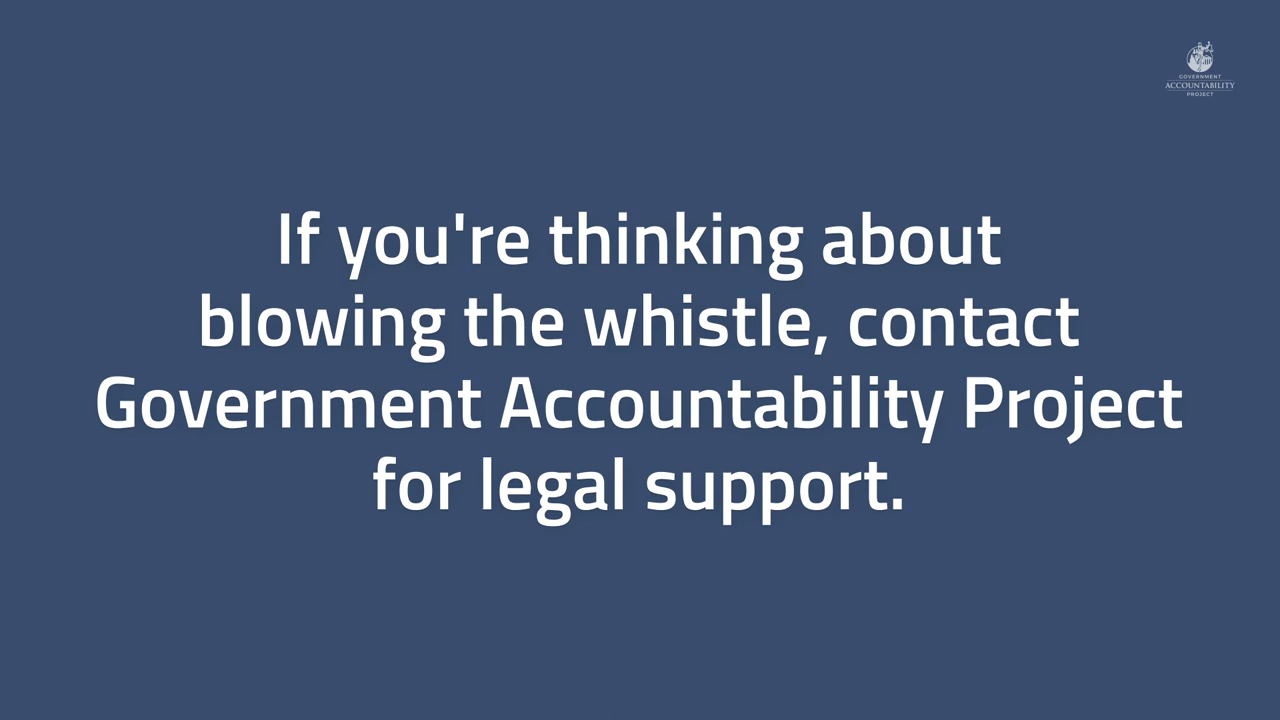 GOVERNMENT
ACCOUNTABILITY
PROJECT
If you're thinking about
blowing the whistle, contact
Government Accountability Project
for legal support.